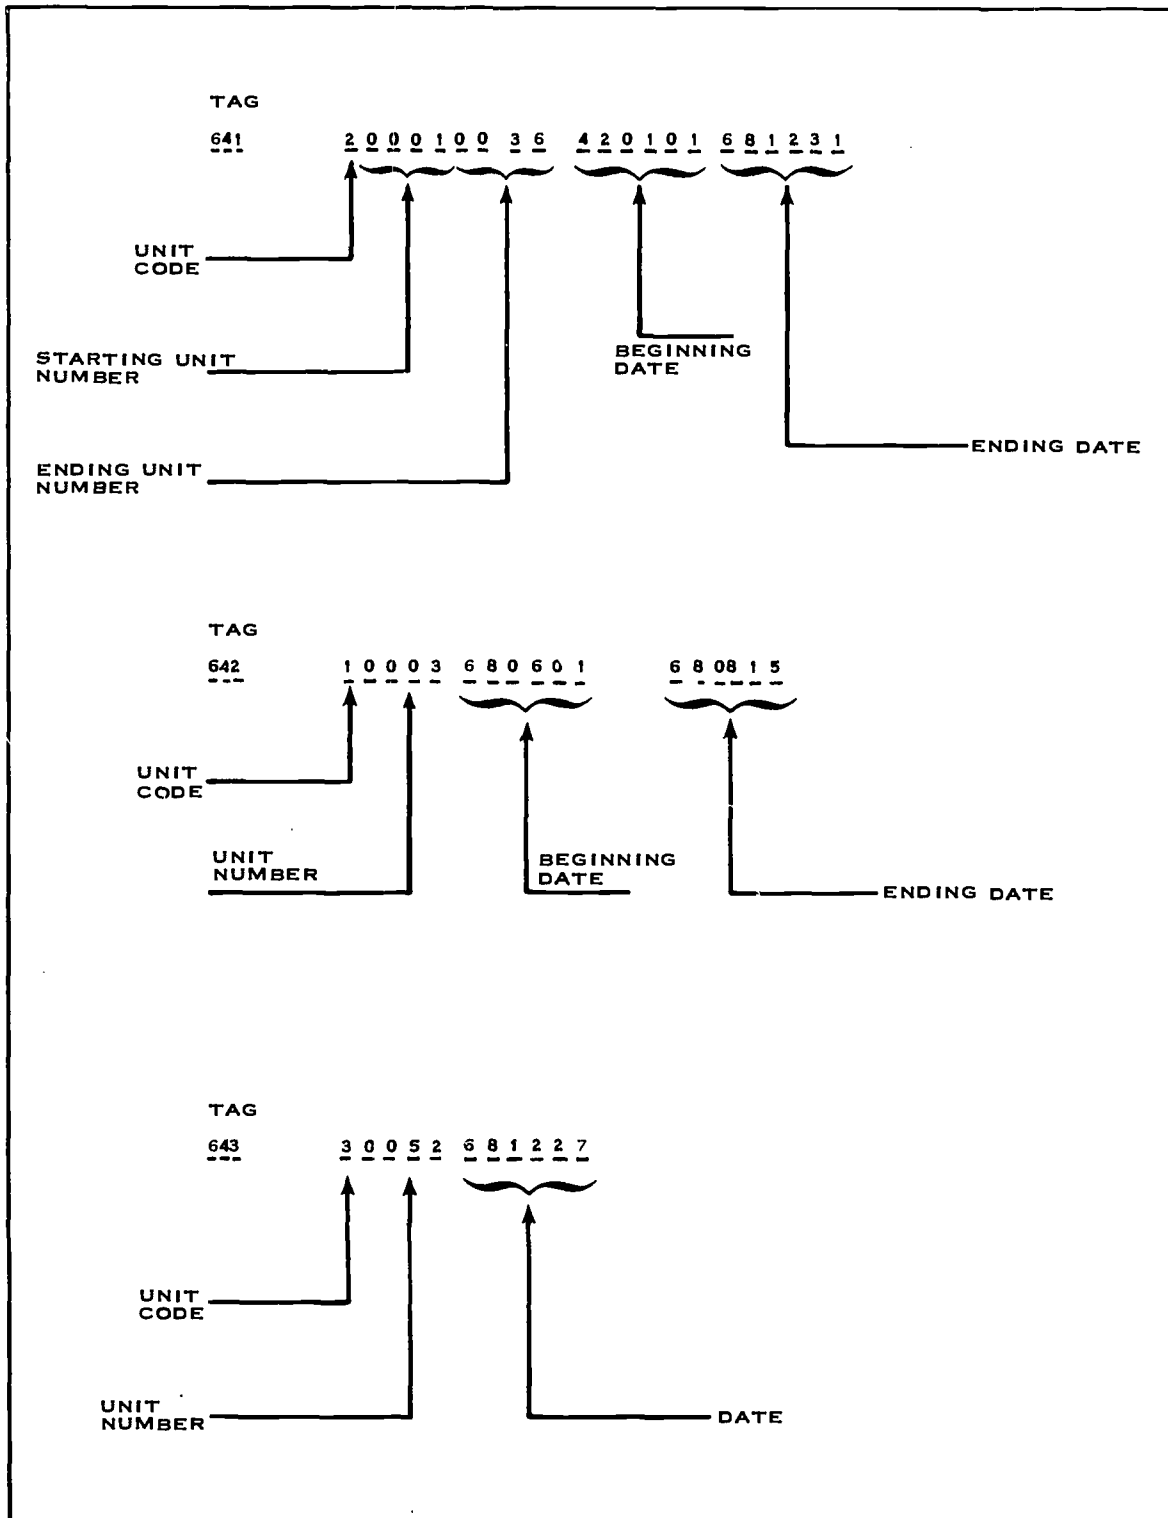 TAG
641 2 0 0 0 1 0 0 3 6 4 2 0 1 0 1 6 8 1 2 3 1
UNIT
CODE
STARTING UNIT
NUMBER
BEGINNING
DATE
ENDING DATE
ENDING UNIT
NUMBER
TAG
642 1 0 0 0 3 6 8 0 6 0 1 6 8 0 8 1 5
UNIT
CODE
UNIT
NUMBER
BEGINNING
DATE
ENDING DATE
TAG
643 3 0 0 5 2 6 8 1 2 2 7
UNIT
CODE
UNIT
NUMBER
DATE